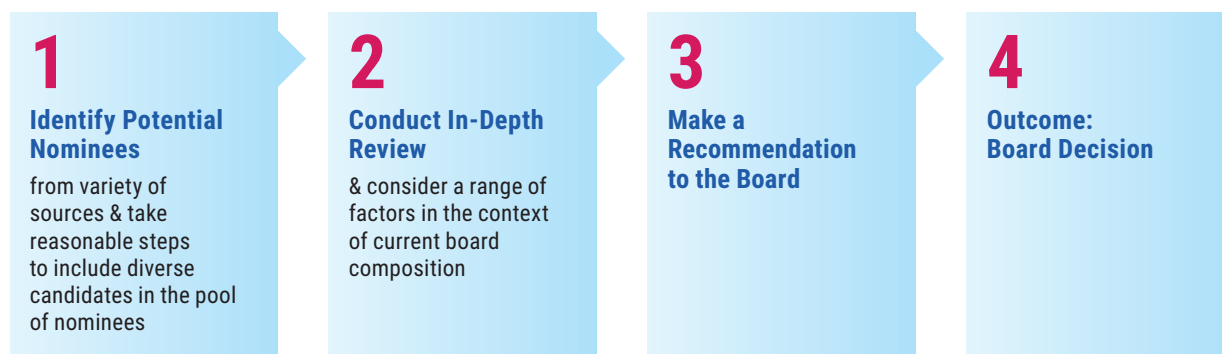 1
Identify Potential
Nominees
from variety of
sources & take
reasonable steps
to include diverse
candidates in the pool
of nominees
2
Conduct In-Depth
Review
& consider a range of
factors in the context
of current board
composition
3
Make a
Recommendation
to the Board
4
Outcome:
Board Decision